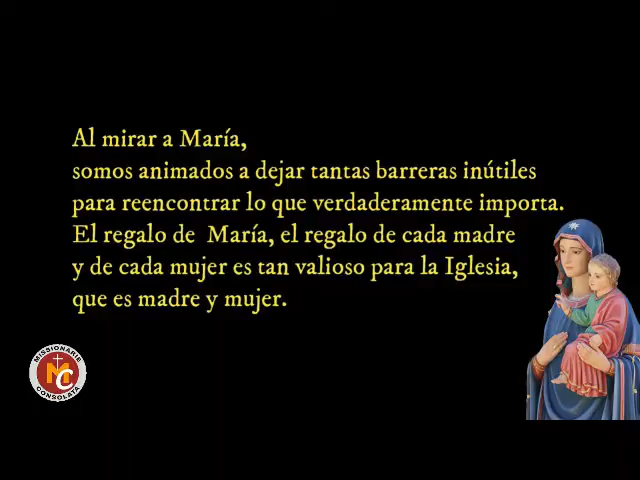 Al mirar a María,
somos animados a dejar tantas barreras inútiles
para reencontrar lo que verdaderamente importa.
El regalo de María, el regalo de cada madre
y de cada mujer es tan valioso para la Iglesia,
que es madre y mujer.
MISSIONARIE
MC
CONSOLATA